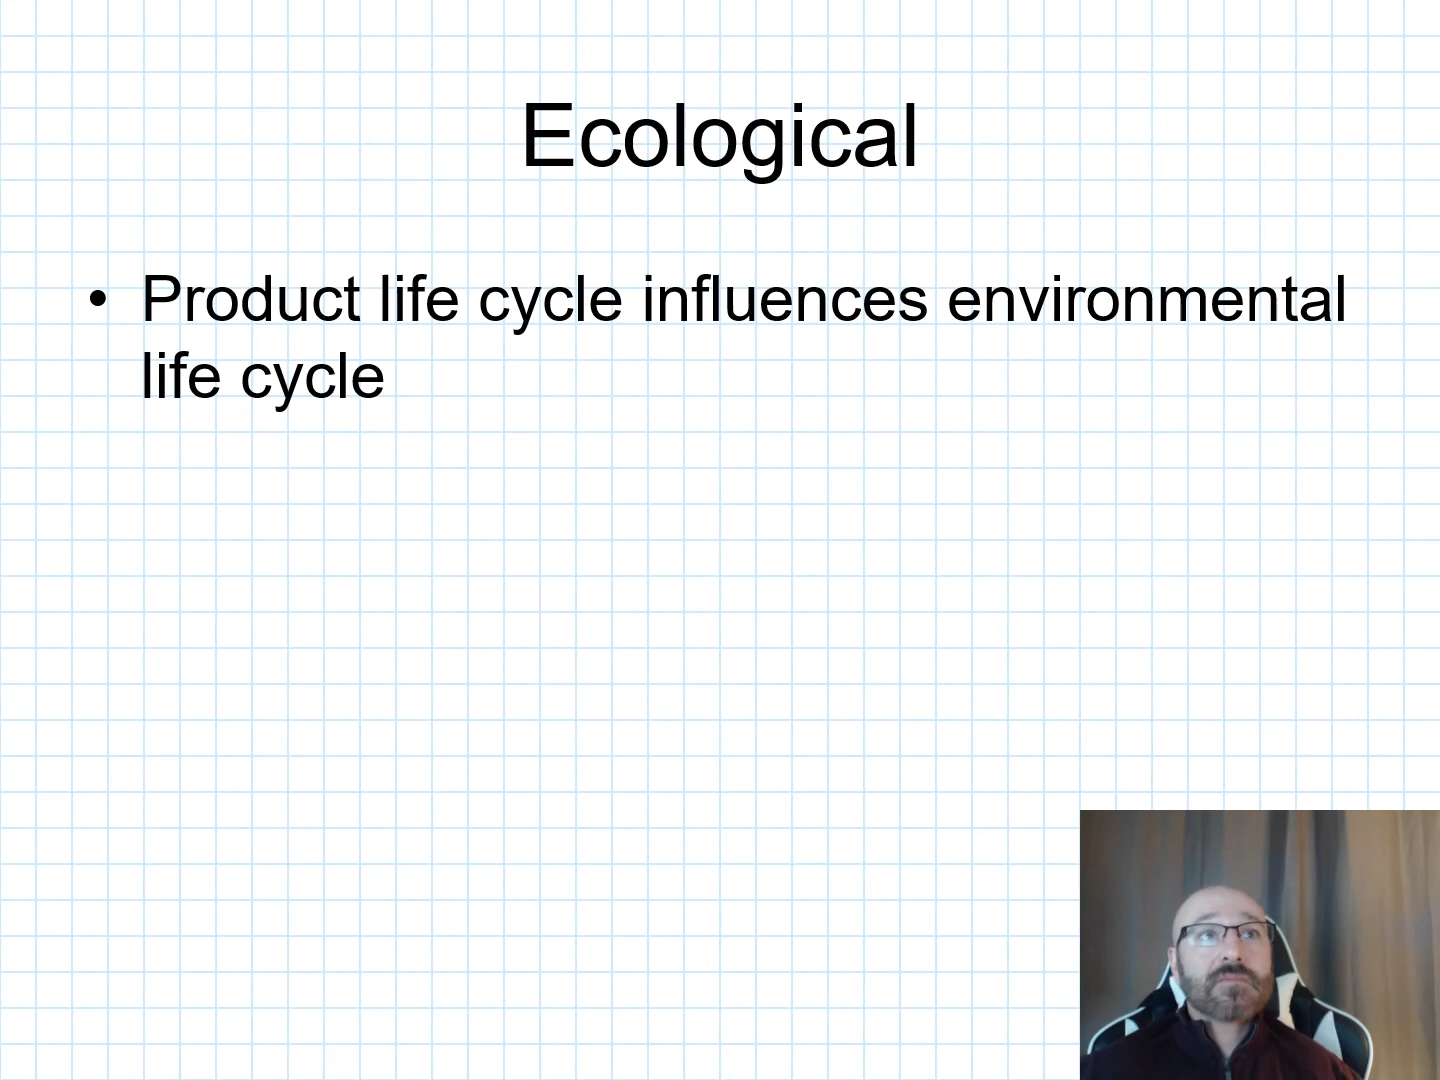 Ecological
• Product life cycle influences environmental
life cycle